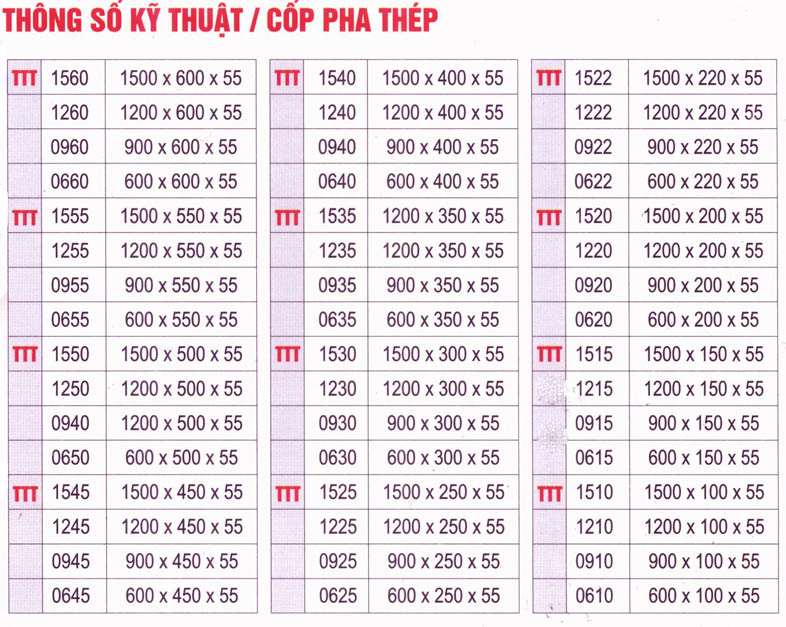 THÔNG SỐ KỸ THUẬT / CỐP PHA THÉP
TTT 1560 1500 x 600 x 55 TTT 1540 1500 x 400 x 55 TTT 1522 1500 x 220 x 55
1260 1200 x 600 x 55 1240 1200 x 400 x 55 1222 1200 x 220 x 55
0960 900 x 600 x 55 0940 900 x 400 x 55 0922 900 x 220 x 55
0660 600 x 600 x 55 0640 600 x 400 x 55 0622 600 x 220 x 55
TTT 1555 1500 x 550 x 55 TTT 1535 1200 x 350 x 55 TTT 1520 1500 x 200 x 55
1255 1200 x 550 x 55 1235 1200 x 350 x 55 1220 1200 x 200 x 55
0955 900 x 550 x 55 0935 900 x 350 x 55 0920 900 x 200 x 55
0655 600 x 550 x 55 0635 600 x 350 x 55 0620 600 x 200 x 55
TTT 1550 1500 x 500 x 55 TTT 1530 1500 x 300 x 55 TTT 1515 1500 x 150 x 55
1250 1200 x 500 x 55 1230 1200 x 300 x 55 1215 1200 x 150 x 55
0940 1200 x 500 x 55 0930 900 x 300 x 55 0915 900 x 150 x 55
0650 600 x 500 x 55 0630 600 x 300 x 55 0615 600 x 150 x 55
TTT 1545 1500 x 450 x 55 TTT 1525 1500 x 250 x 55 TTT 1510 1500 x 100 x 55
1245 1200 x 450 x 55 1225 1200 x 250 x 55 1210 1200 x 100 x 55
0945 900 x 450 x 55 0925 900 x 250 x 55 0910 900 x 100 x 55
0645 600 x 450 x 55 0625 600 x 250 x 55 0610 600 x 100 x 55